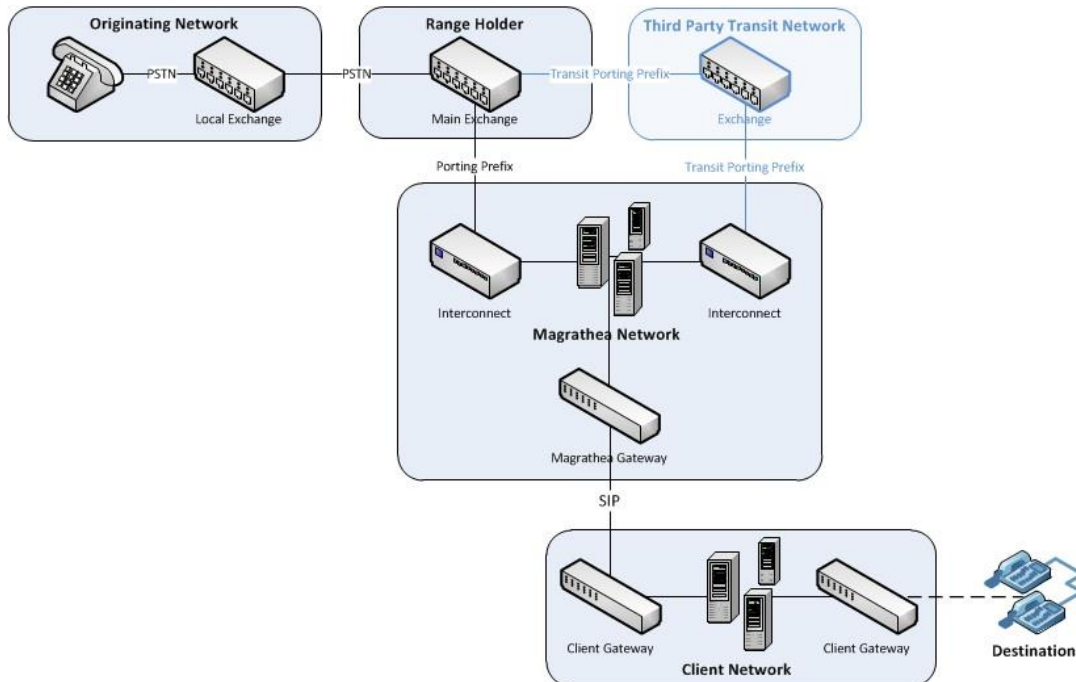 Originating Network
Range Holder
Third Party Transit Network
PSTN
PSTN
Transit Porting Prefix
Local Exchange
Main Exchange
Exchange
Porting Prefix
Transit Porting Prefix
Interconnect
Interconnect
Magrathea Network
Magrathea Gateway
SIP
Client Gateway
Client Gateway
Client Network
Destination